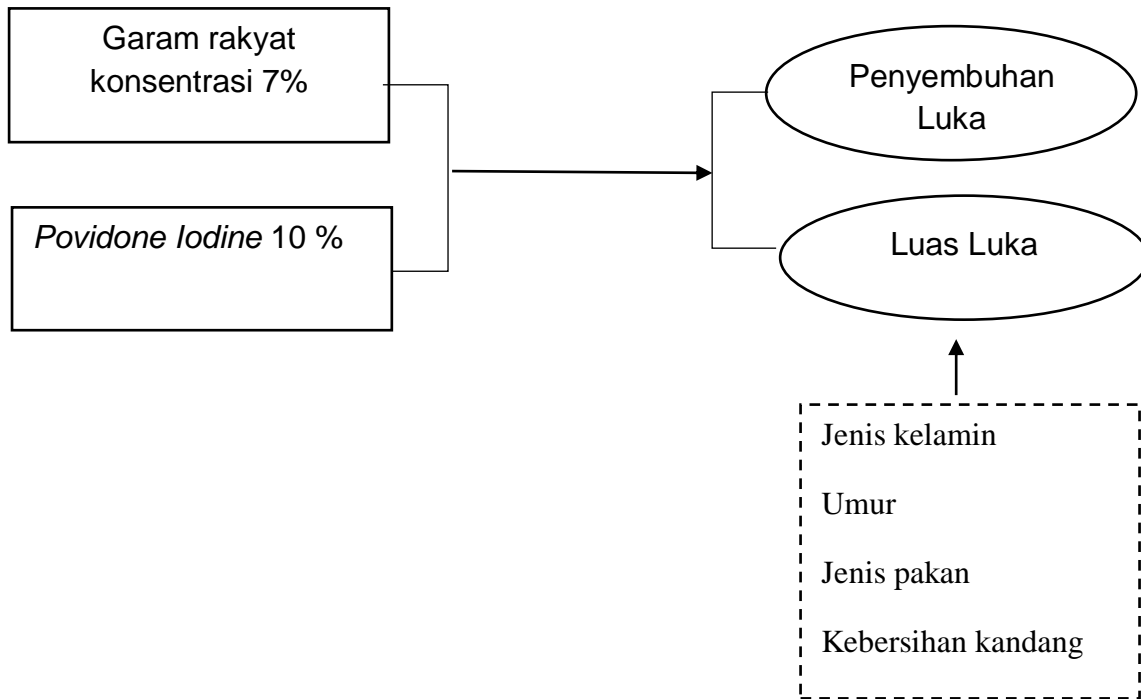 Garam rakyat
konsentrasi 7%
Povidone Iodine 10 %
Penyembuhan
Luka
Luas Luka
Jenis kelamin
Umur
Jenis pakan
Kebersihan kandang